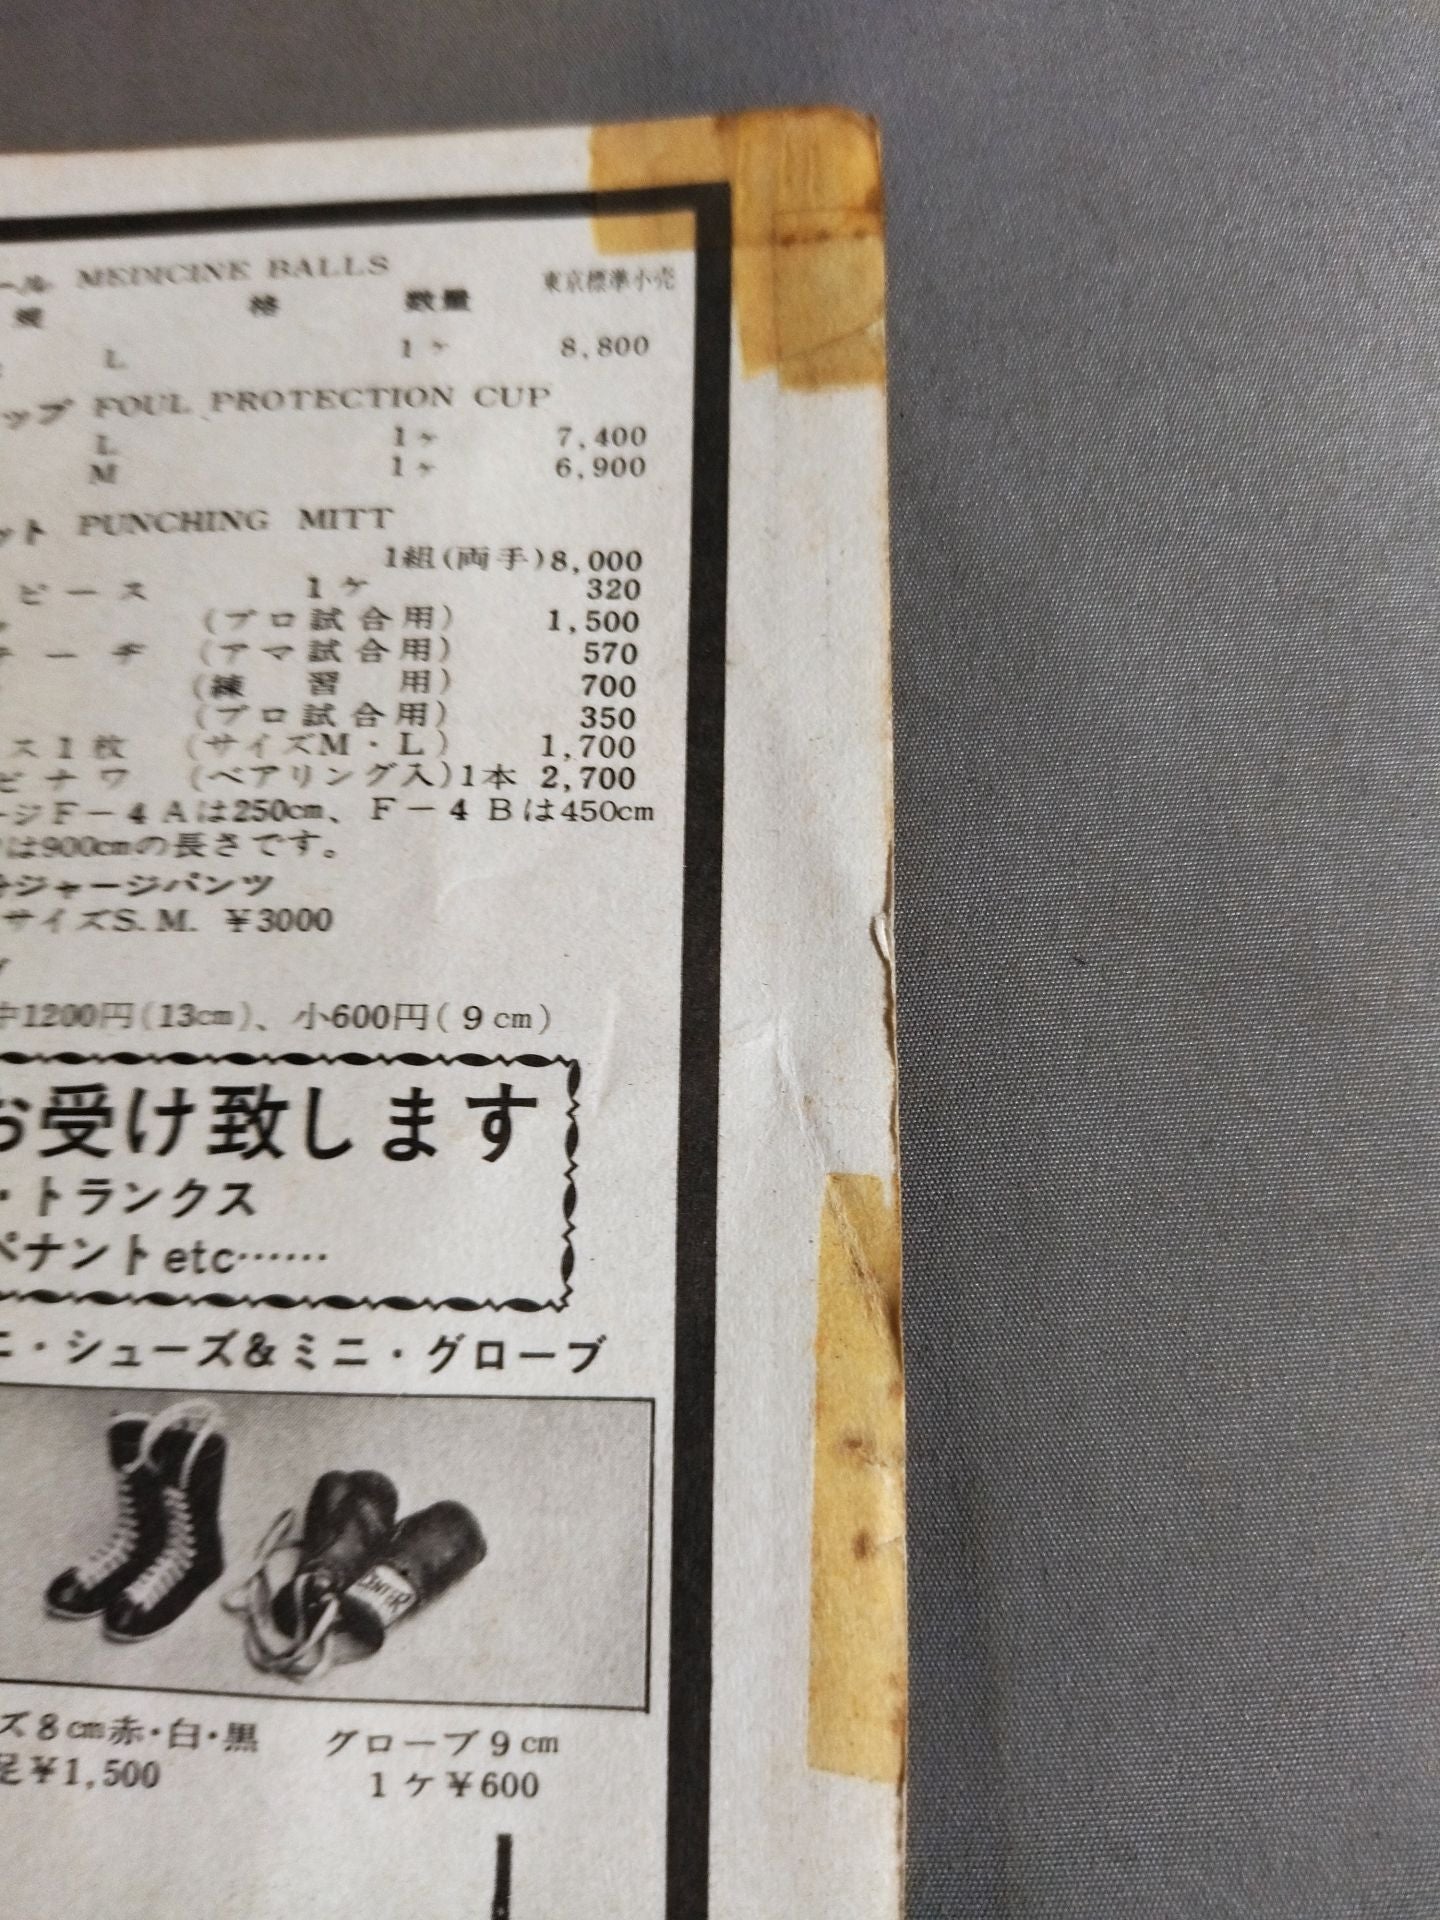 ール MEDICINE BALLS 東京標準小売
格 数量
L 1ヶ 8,800
ップ FOUL PROTECTION CUP
L 1ヶ 7,400
M 1ヶ 6,900
ット PUNCHING MITT
1組(両手)8,000
ピース 1ケ 320
(プロ試合用) 1,500
ーヂ (アマ試合用) 570
(練習用) 700
(プロ試合用) 350
ス1枚 (サイズM・L) 1,700
ビナワ (ベアリング入)1本 2,700
ージF－4Aは250cm、F－4Bは450cm
は900cmの長さです。
ジャージパンツ
サイズS.M. ￥3000
中1200円(13cm)、小600円(9cm)
お受け致します
・トランクス
ペナントetc……
ニ・シューズ&ミニ・グローブ
WINNER
ズ8cm赤・白・黒 グローブ9cm
足￥1,500 1ケ￥600